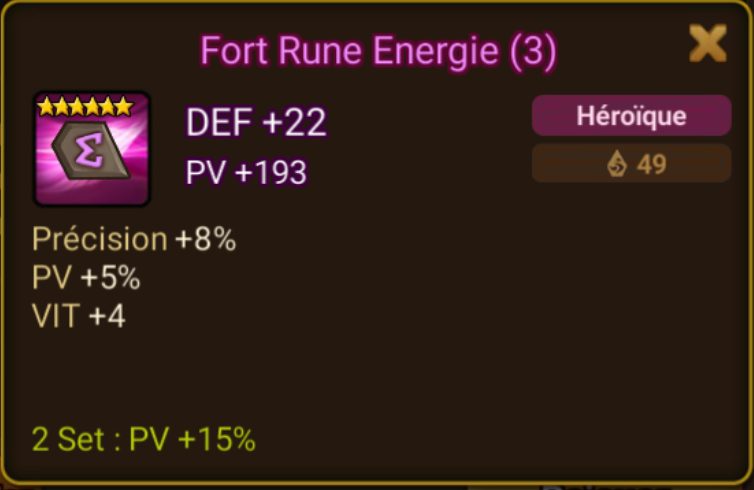 Fort Rune Energie (3)
DEF +22
Héroïque
PV +193
49
Précision +8%
PV +5%
VIT +4
2 Set : PV +15%